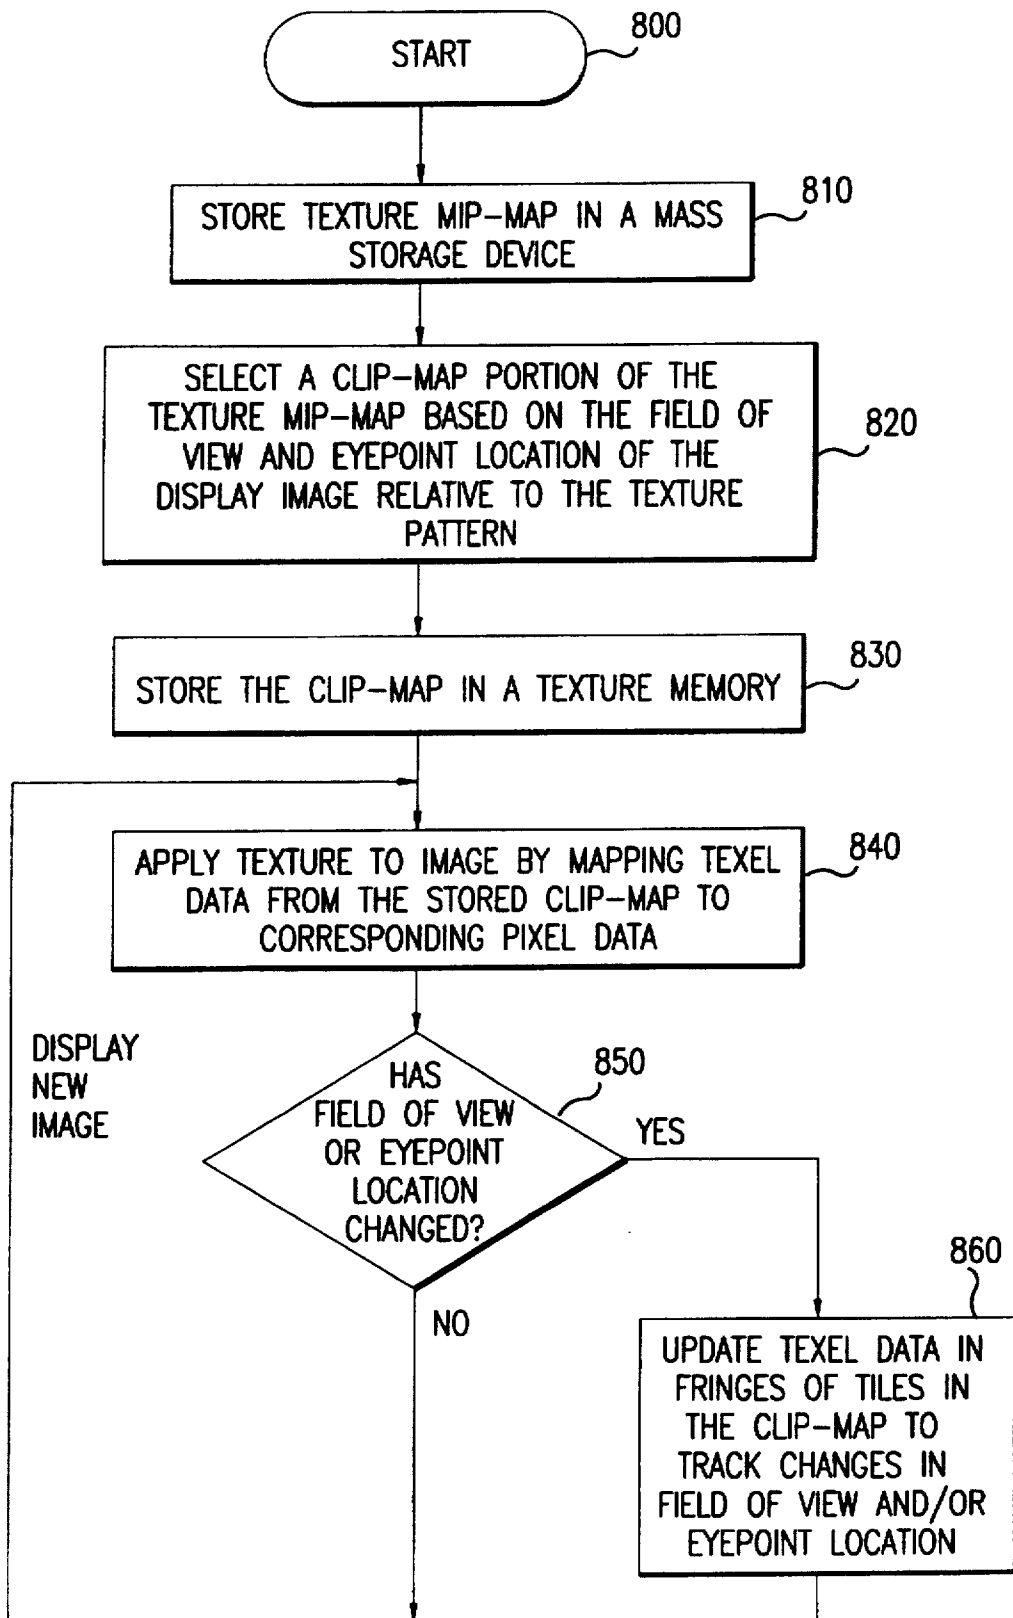 START
800
STORE TEXTURE MIP-MAP IN A MASS
STORAGE DEVICE
810
SELECT A CLIP-MAP PORTION OF THE
TEXTURE MIP-MAP BASED ON THE FIELD OF
VIEW AND EYEPOINT LOCATION OF THE
DISPLAY IMAGE RELATIVE TO THE TEXTURE
PATTERN
820
STORE THE CLIP-MAP IN A TEXTURE MEMORY
830
APPLY TEXTURE TO IMAGE BY MAPPING TEXEL
DATA FROM THE STORED CLIP-MAP TO
CORRESPONDING PIXEL DATA
840
DISPLAY
NEW
IMAGE
HAS
FIELD OF VIEW
OR EYEPOINT
LOCATION
CHANGED?
850
YES
NO
860
UPDATE TEXEL DATA IN
FRINGES OF TILES IN
THE CLIP-MAP TO
TRACK CHANGES IN
FIELD OF VIEW AND/OR
EYEPOINT LOCATION